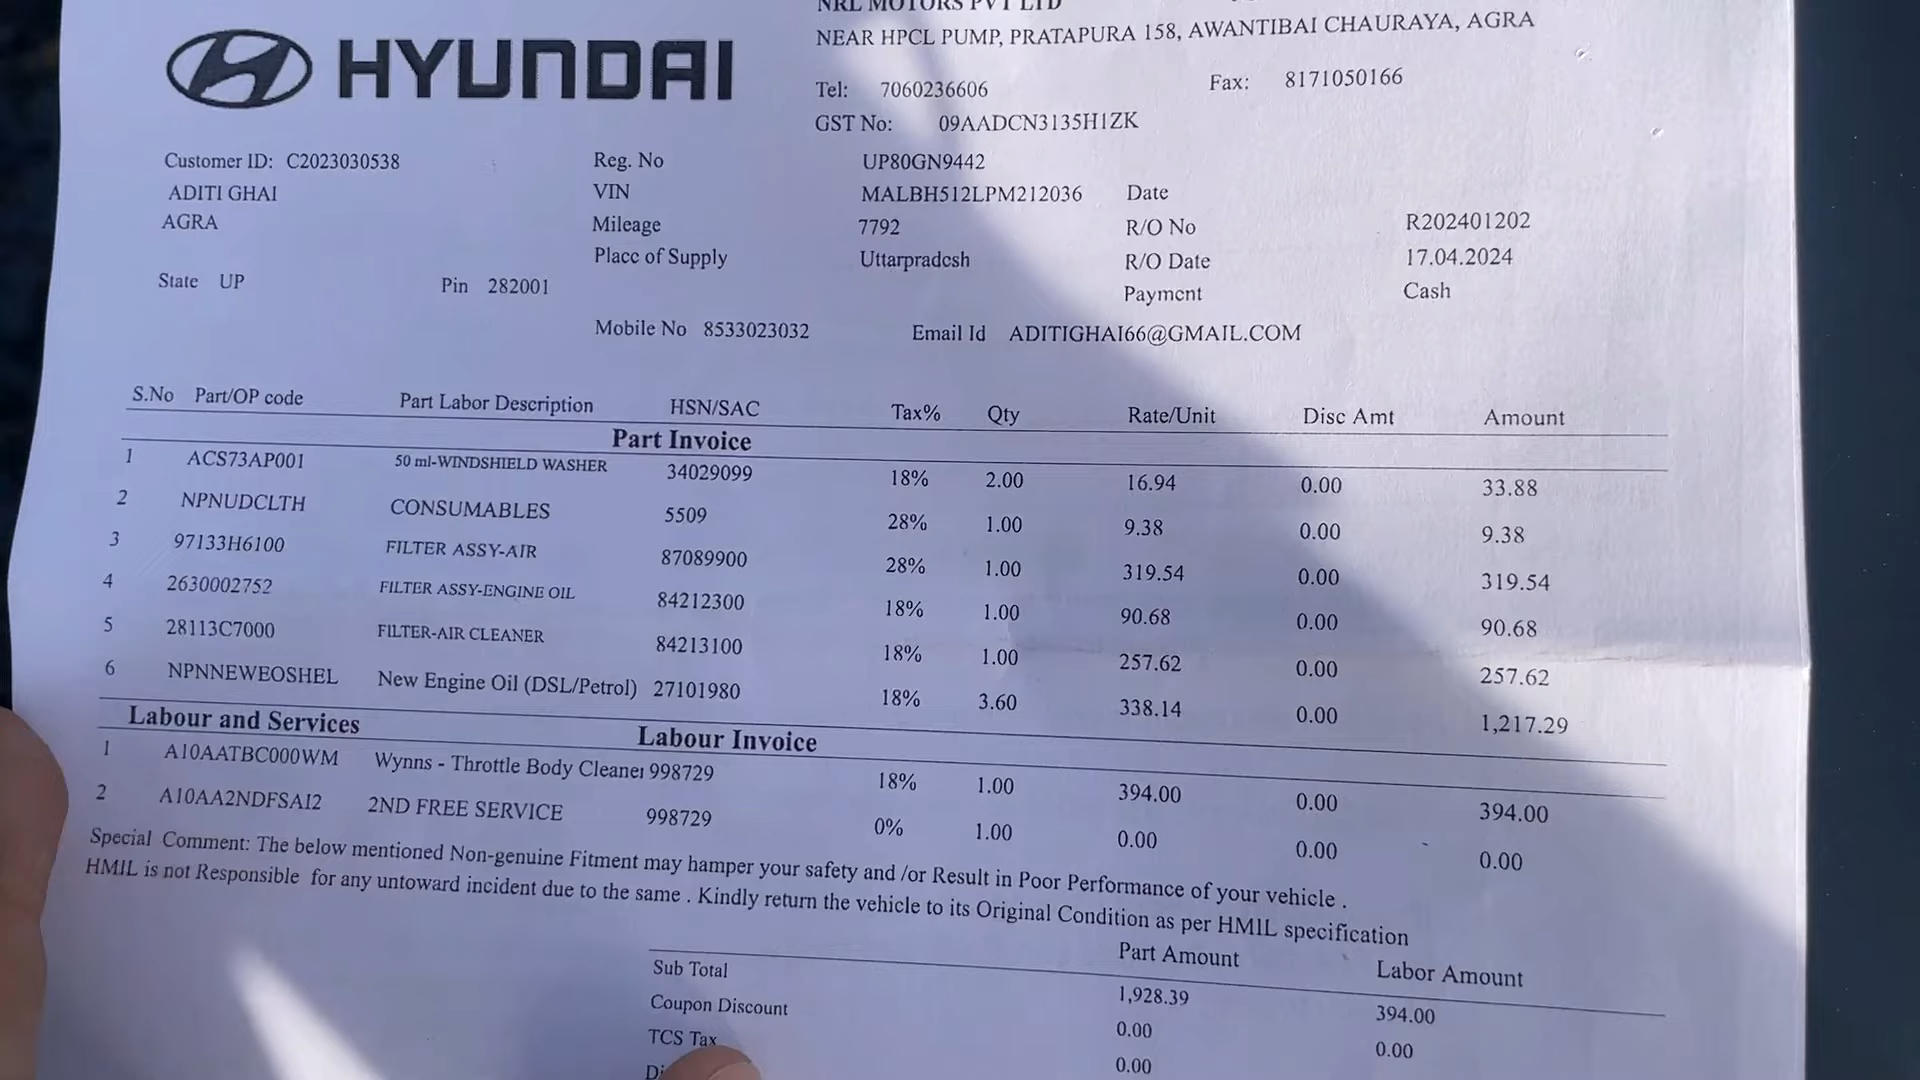 NRL MOTORS PVT LTD
HYUNDAI
NEAR HPCL PUMP, PRATAPURA 158, AWANTIBAI CHAURAYA, AGRA
Tel: 7060236606 Fax: 8171050166
GST No: 09AADCN3135H1ZK
Customer ID: C2023030538 Reg. No UP80GN9442
ADITI GHAI VIN MALBH512LPM212036 Date
AGRA Mileage 7792 R/O No R202401202
Place of Supply Uttarpradesh R/O Date 17.04.2024
State UP Pin 282001 Payment Cash
Mobile No 8533023032 Email Id ADITIGHAI66@GMAIL.COM
S.No Part/OP code Part Labor Description HSN/SAC Tax% Qty Rate/Unit Disc Amt Amount
Part Invoice
1 ACS73AP001 50 ml-WINDSHIELD WASHER 34029099 18% 2.00 16.94 0.00 33.88
2 NPNUDCLTH CONSUMABLES 5509 28% 1.00 9.38 0.00 9.38
3 97133H6100 FILTER ASSY-AIR 87089900 28% 1.00 319.54 0.00 319.54
4 2630002752 FILTER ASSY-ENGINE OIL 84212300 18% 1.00 90.68 0.00 90.68
5 28113C7000 FILTER-AIR CLEANER 84213100 18% 1.00 257.62 0.00 257.62
6 NPNNEWEOSHEL New Engine Oil (DSL/Petrol) 27101980 18% 3.60 338.14 0.00 1,217.29
Labour and Services Labour Invoice
1 A10AATBC000WM Wynns - Throttle Body Cleaner 998729 18% 1.00 394.00 0.00 394.00
2 A10AA2NDFSAI2 2ND FREE SERVICE 998729 0% 1.00 0.00 0.00 0.00
Special Comment: The below mentioned Non-genuine Fitment may hamper your safety and /or Result in Poor Performance of your vehicle .
HMIL is not Responsible for any untoward incident due to the same . Kindly return the vehicle to its Original Condition as per HMIL specification
Part Amount Labor Amount
Sub Total 1,928.39 394.00
Coupon Discount 0.00 0.00
TCS Tax 0.00